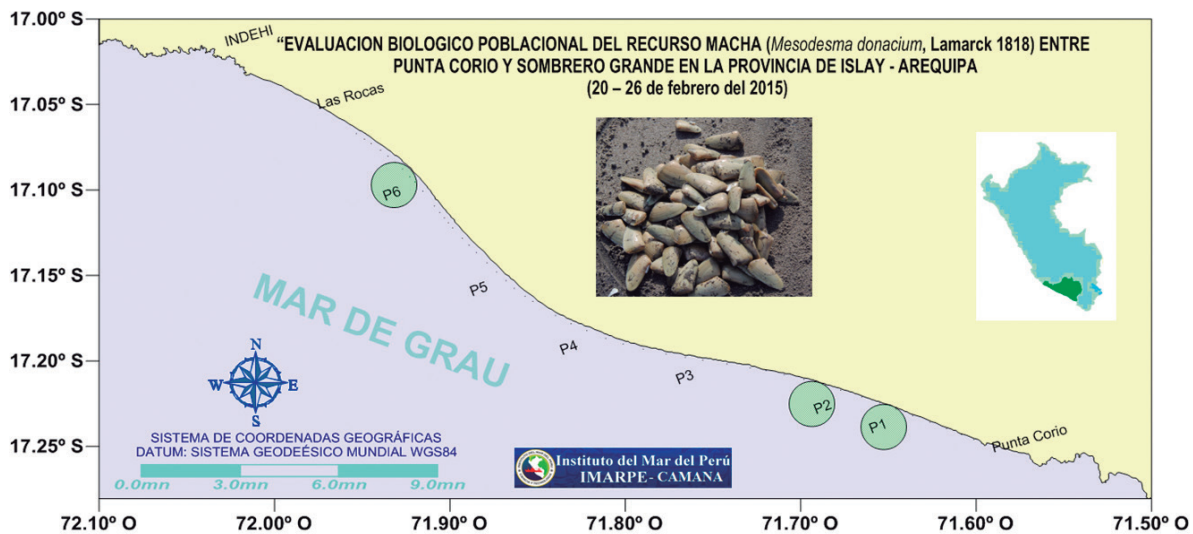 17.00º S
17.05º S
17.10º S
17.15º S
17.20º S
17.25º S
INDEHI
"EVALUACION BIOLOGICO POBLACIONAL DEL RECURSO MACHA (Mesodesma donacium, Lamarck 1818) ENTRE
PUNTA CORIO Y SOMBRERO GRANDE EN LA PROVINCIA DE ISLAY - AREQUIPA
(20 – 26 de febrero del 2015)
Las Rocas
P6
P5
P4
P3
P2
P1
Punta Corio
MAR DE GRAU
N
W E
S
SISTEMA DE COORDENADAS GEOGRÁFICAS
DATUM: SISTEMA GEODEÉSICO MUNDIAL WGS84
0.0mn 3.0mn 6.0mn 9.0mn
Instituto del Mar del Perú
IMARPE- CAMANA
72.10º O 72.00º O 71.90º O 71.80º O 71.70º O 71.60º O 71.50º O